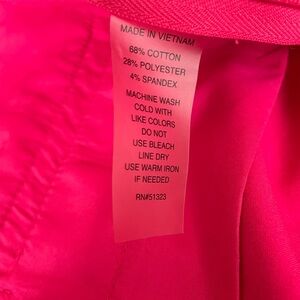 MADE IN VIETNAM
68% COTTON
28% POLYESTER
4% SPANDEX
MACHINE WASH
COLD WITH
LIKE COLORS
DO NOT
USE BLEACH
LINE DRY
USE WARM IRON
IF NEEDED
RN#51323